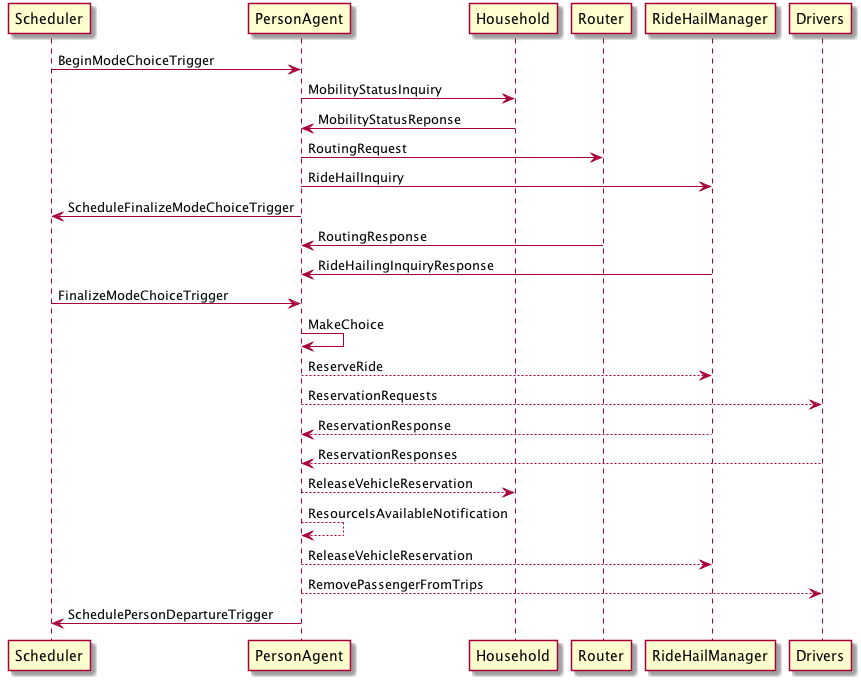 Scheduler PersonAgent Household Router RideHailManager Drivers
BeginModeChoiceTrigger
MobilityStatusInquiry
MobilityStatusReponse
RoutingRequest
RideHailInquiry
ScheduleFinalizeModeChoiceTrigger
RoutingResponse
RideHailingInquiryResponse
FinalizeModeChoiceTrigger
MakeChoice
ReserveRide
ReservationRequests
ReservationResponse
ReservationResponses
ReleaseVehicleReservation
ResourceIsAvailableNotification
ReleaseVehicleReservation
RemovePassengerFromTrips
SchedulePersonDepartureTrigger
Scheduler PersonAgent Household Router RideHailManager Drivers